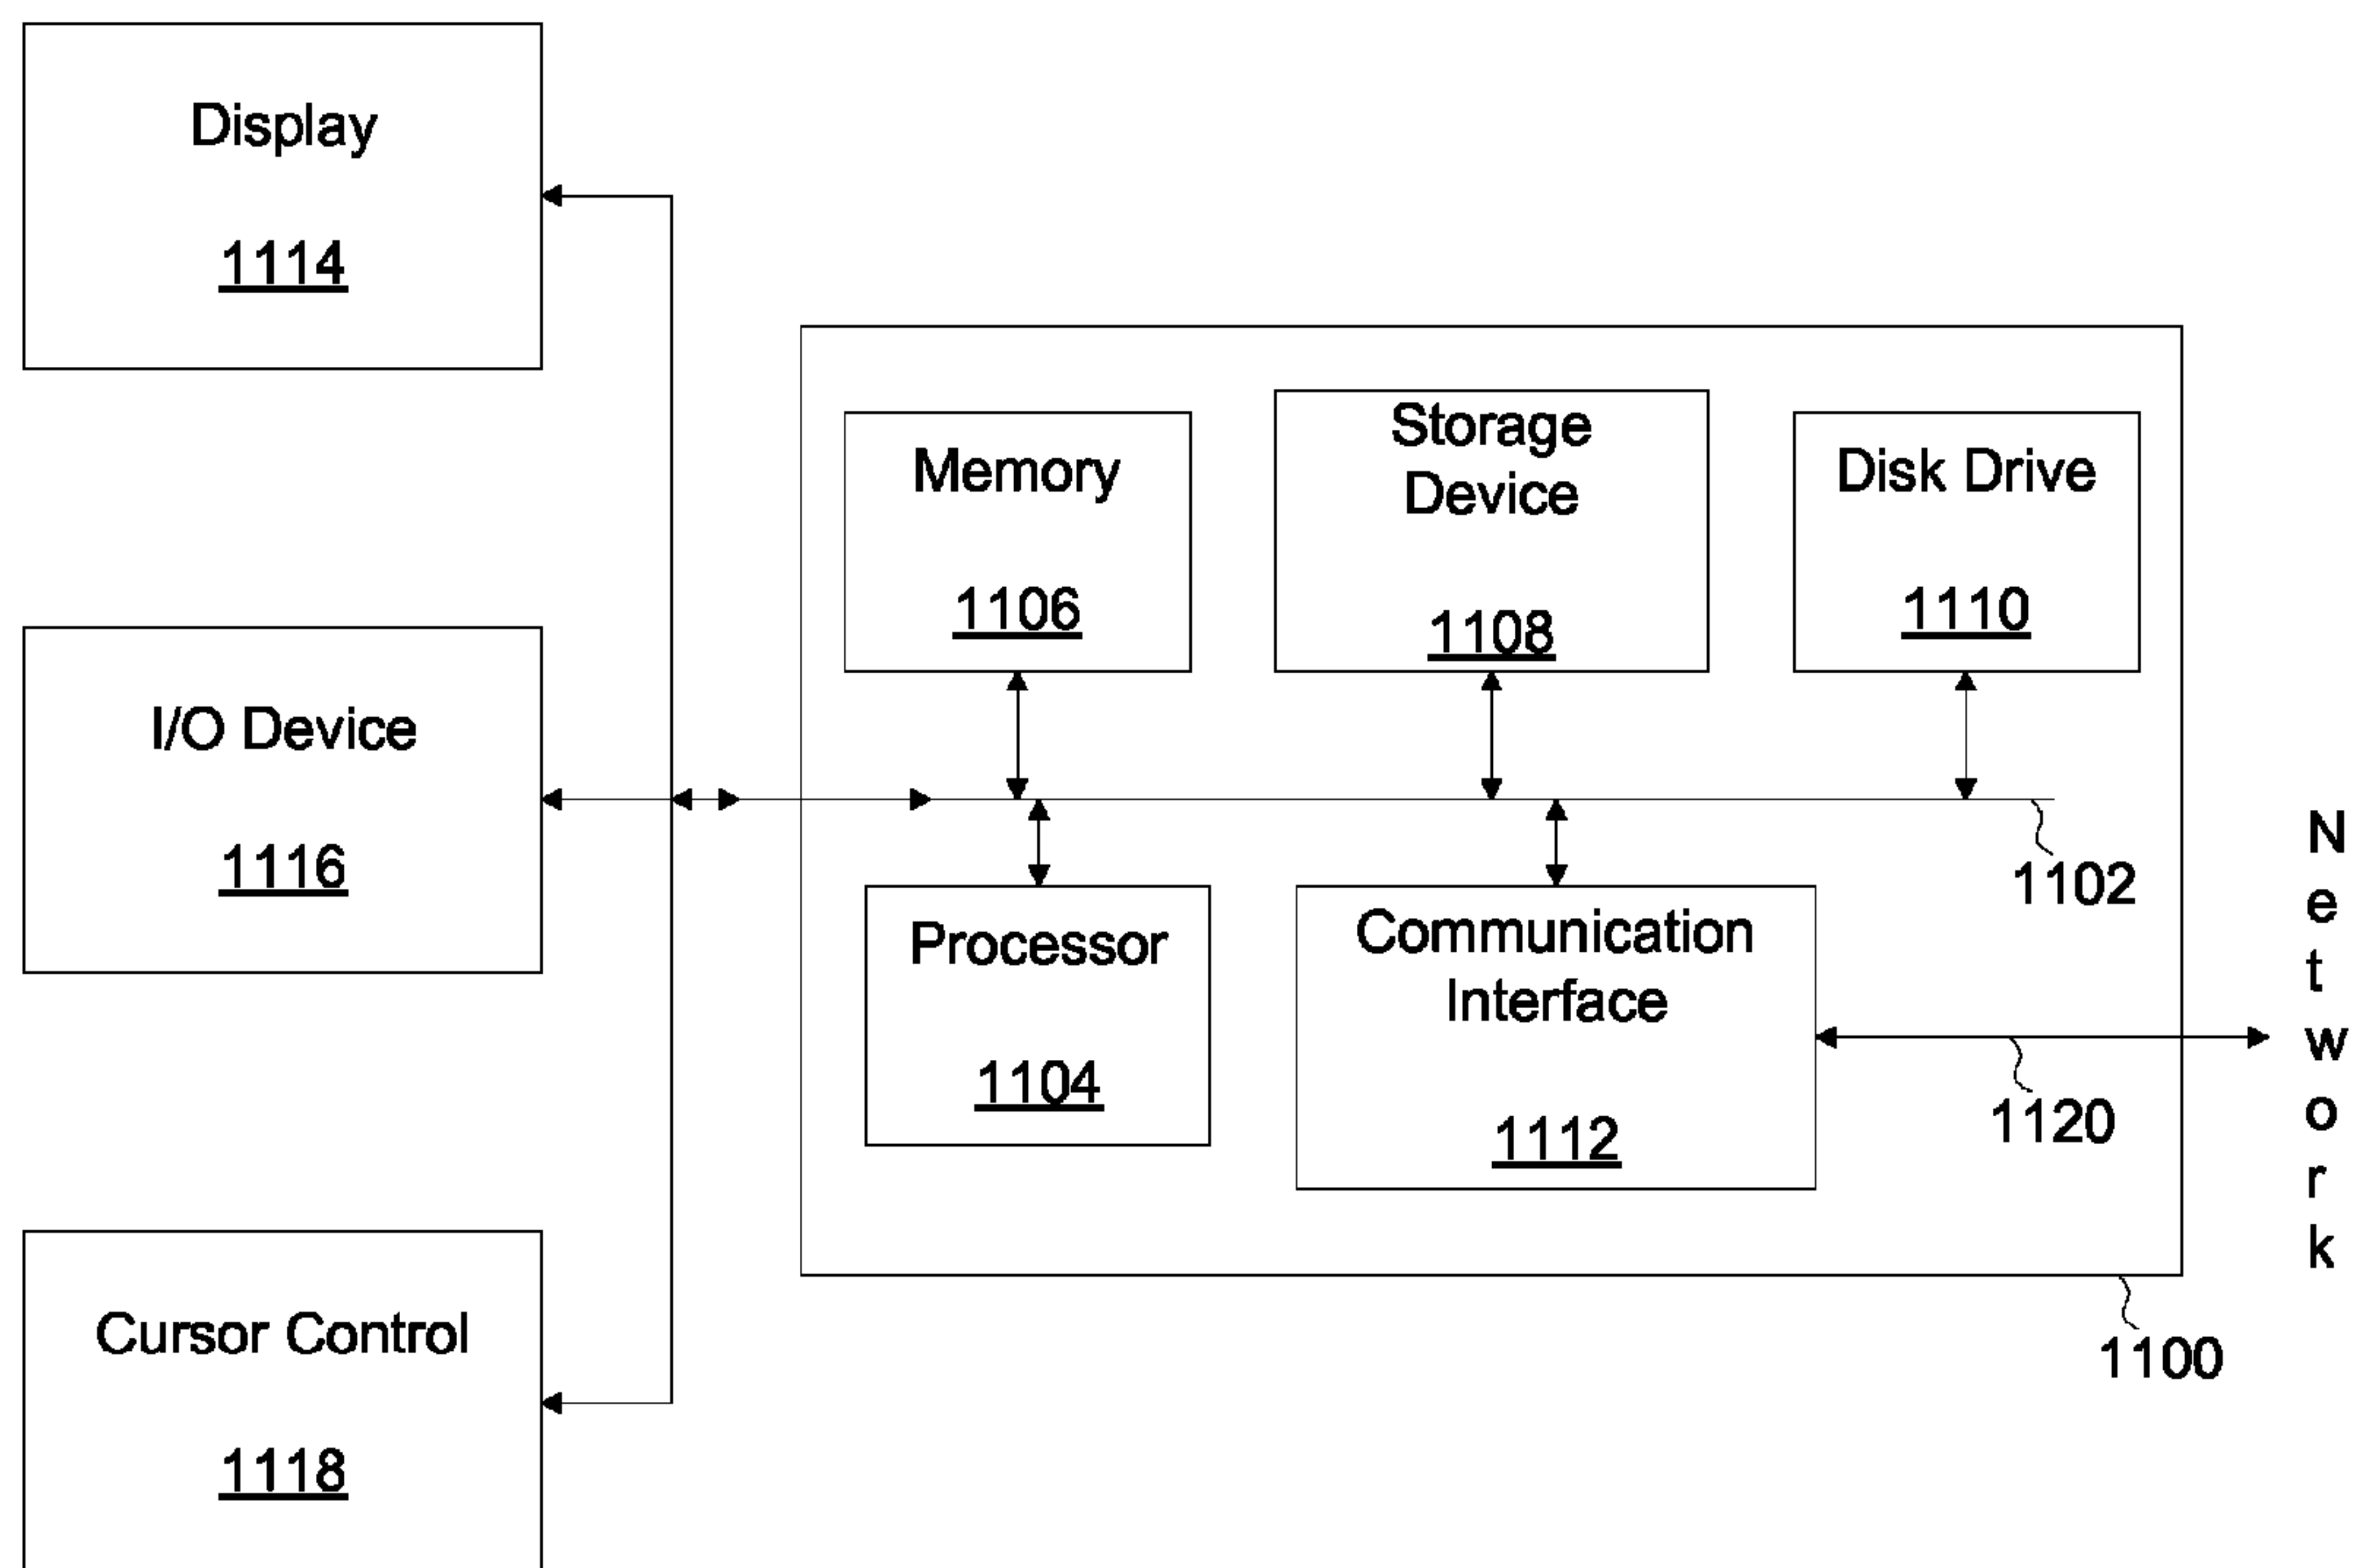 Display
1114
I/O Device
1116
Cursor Control
1118
Memory
1106
Storage
Device
1108
Disk Drive
1110
1102
Processor
1104
Communication
Interface
1112
1120
1100
Network